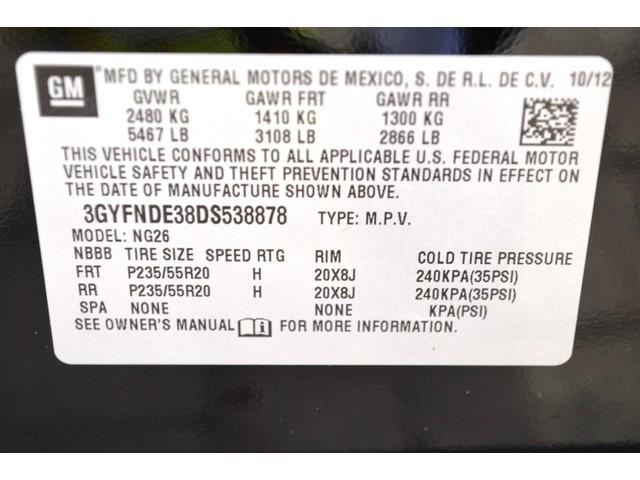 GM
MFD BY GENERAL MOTORS DE MEXICO, S. DE R.L. DE C.V. 10/12
GVWR GAWR FRT GAWR RR
2480 KG 1410 KG 1300 KG
5467 LB 3108 LB 2866 LB
THIS VEHICLE CONFORMS TO ALL APPLICABLE U.S. FEDERAL MOTOR
VEHICLE SAFETY AND THEFT PREVENTION STANDARDS IN EFFECT ON
THE DATE OF MANUFACTURE SHOWN ABOVE.
3GYFNDE38DS538878 TYPE: M.P.V.
MODEL: NG26
NBBB TIRE SIZE SPEED RTG RIM COLD TIRE PRESSURE
FRT P235/55R20 H 20X8J 240KPA(35PSI)
RR P235/55R20 H 20X8J 240KPA(35PSI)
SPA NONE NONE KPA(PSI)
SEE OWNER'S MANUAL FOR MORE INFORMATION.